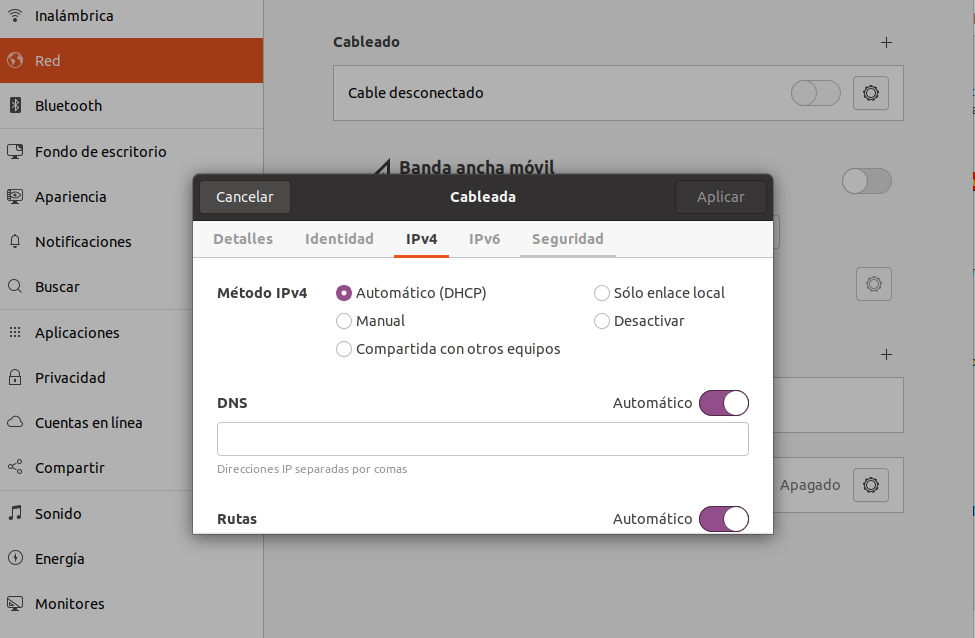 Inalámbrica
Red
Bluetooth
Fondo de escritorio
Apariencia
Notificaciones
Buscar
Aplicaciones
Privacidad
Cuentas en línea
Compartir
Sonido
Energía
Monitores
Cableado
Cable desconectado
Banda ancha móvil
Apagado
Cancelar
Cableada
Aplicar
Detalles
Identidad
IPv4
IPv6
Seguridad
Método IPv4
Automático (DHCP)
Sólo enlace local
Manual
Desactivar
Compartida con otros equipos
DNS
Automático
Direcciones IP separadas por comas
Rutas
Automático